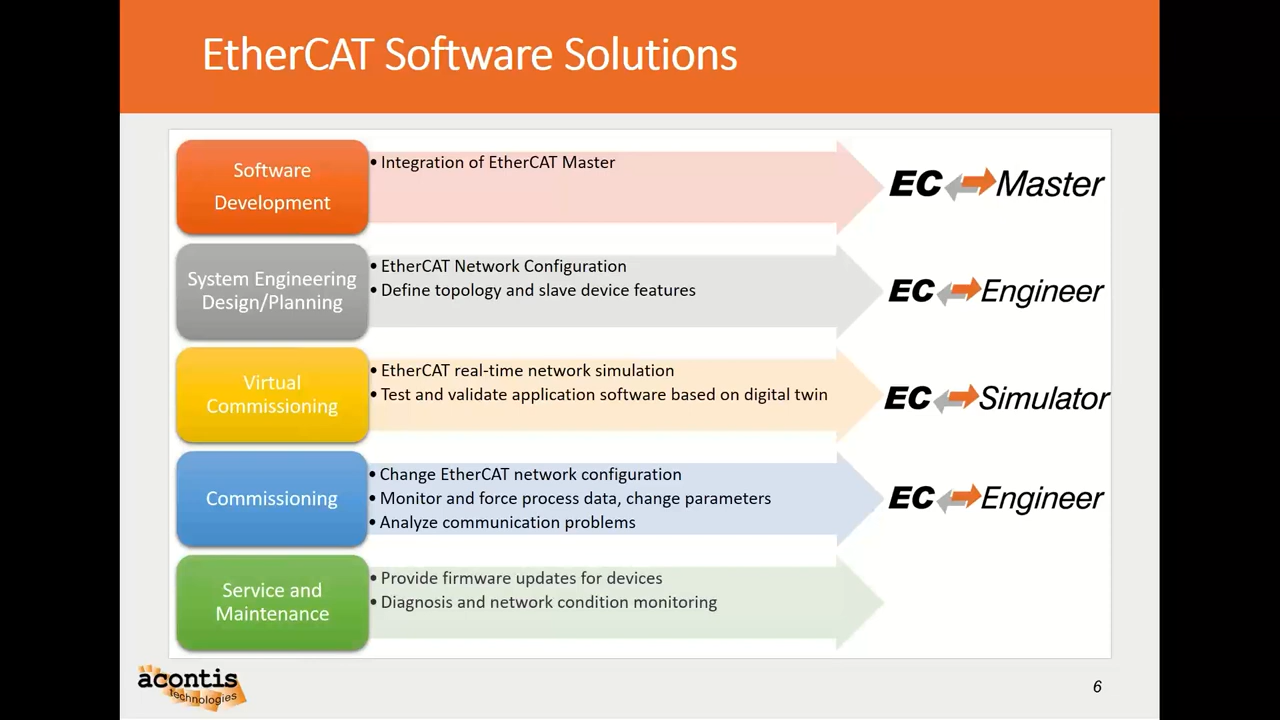 EtherCAT Software Solutions
Software
Development
• Integration of EtherCAT Master
EC Master
System Engineering
Design/Planning
• EtherCAT Network Configuration
• Define topology and slave device features
EC Engineer
Virtual
Commissioning
• EtherCAT real-time network simulation
• Test and validate application software based on digital twin
EC Simulator
Commissioning
• Change EtherCAT network configuration
• Monitor and force process data, change parameters
• Analyze communication problems
EC Engineer
Service and
Maintenance
• Provide firmware updates for devices
• Diagnosis and network condition monitoring
acontis
technologies
6